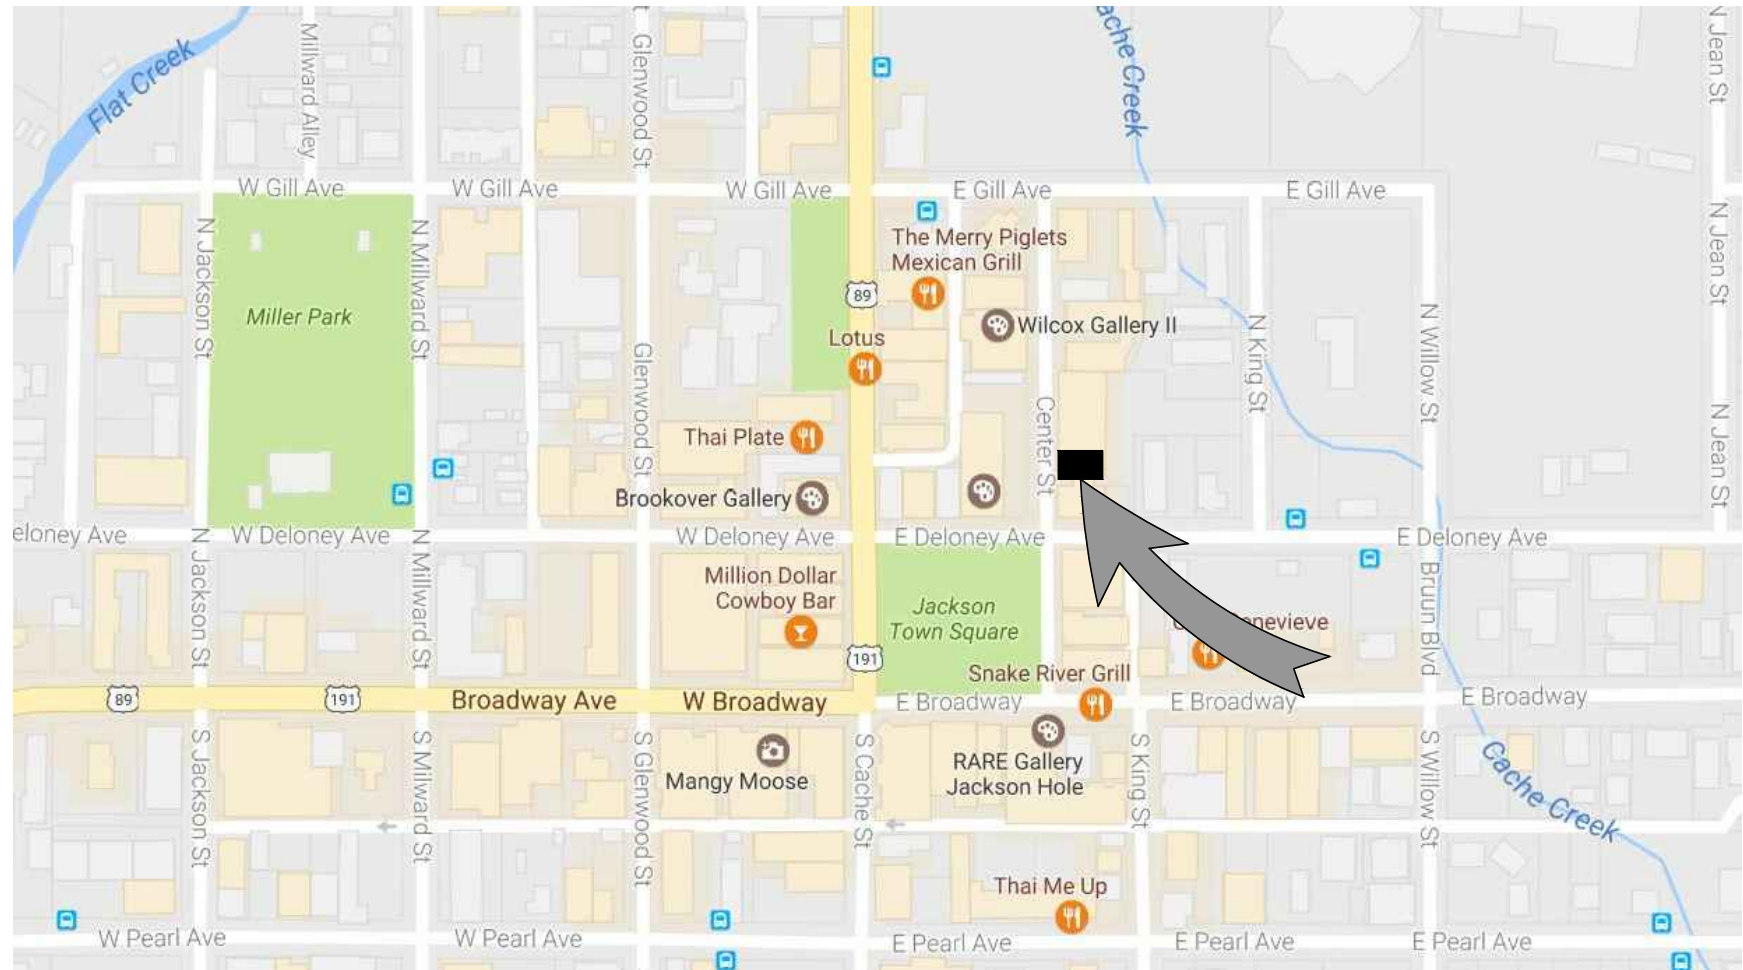 Flat Creek
Millward Alley
Glenwood St
Cache Creek
N Jean St
W Gill Ave
W Gill Ave
W Gill Ave
E Gill Ave
E Gill Ave
N Jackson St
N Millward St
Miller Park
The Merry Piglets
Mexican Grill
89
Wilcox Gallery II
Lotus
Glenwood St
Center St
N King St
N Willow St
N Jean St
N Jean St
Thai Plate
Brookover Gallery
eloney Ave
W Deloney Ave
W Deloney Ave
E Deloney Ave
E Deloney Ave
N Jackson St
N Millward St
Million Dollar
Cowboy Bar
Jackson
Town Square
enevieve
Bruun Blvd
191
Snake River Grill
89
191
Broadway Ave
W Broadway
E Broadway
E Broadway
E Broadway
S Jackson St
S Milward St
S Glenwood St
Mangy Moose
S Cache St
RARE Gallery
Jackson Hole
S King St
S Willow St
Cache Creek
Thai Me Up
W Pearl Ave
W Pearl Ave
E Pearl Ave
E Pearl Ave
E Pearl Ave